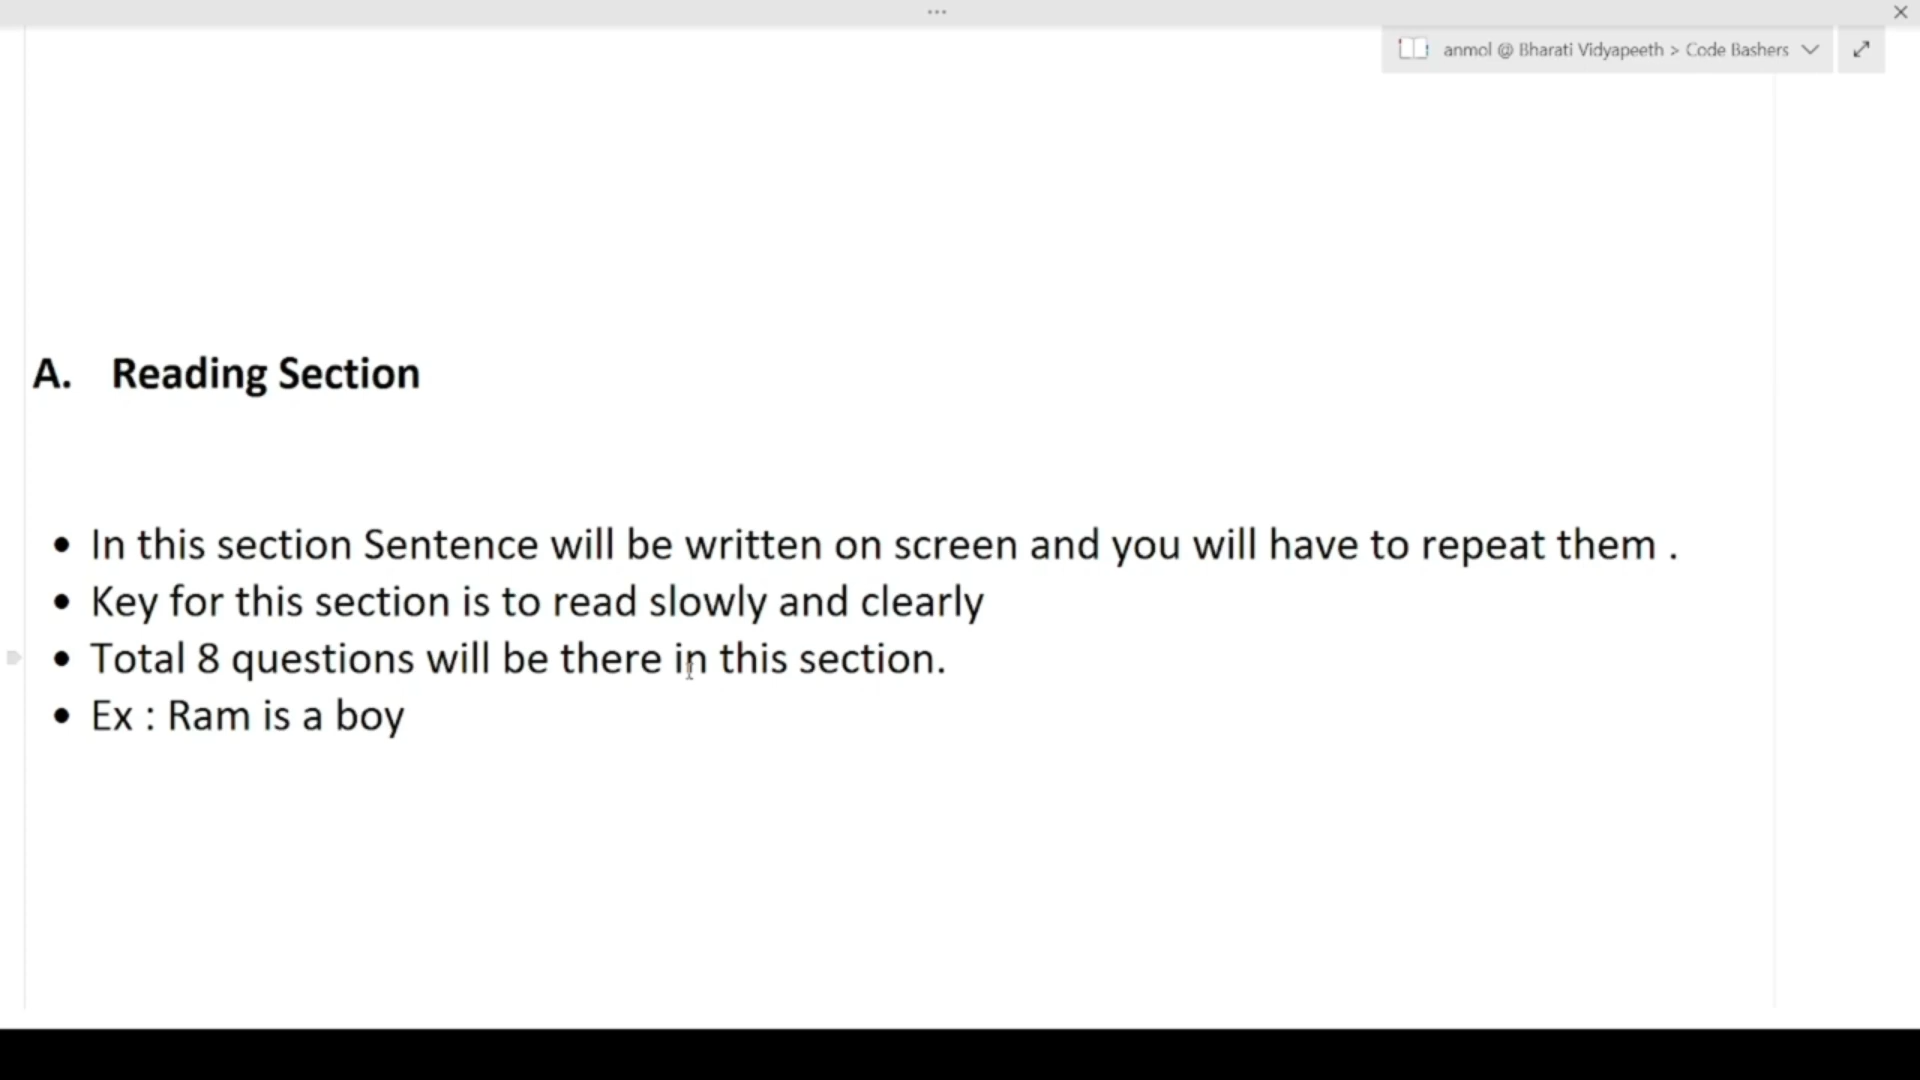 anmol @ Bharati Vidyapeeth > Code Bashers
A. Reading Section
• In this section Sentence will be written on screen and you will have to repeat them .
• Key for this section is to read slowly and clearly
• Total 8 questions will be there in this section.
• Ex : Ram is a boy